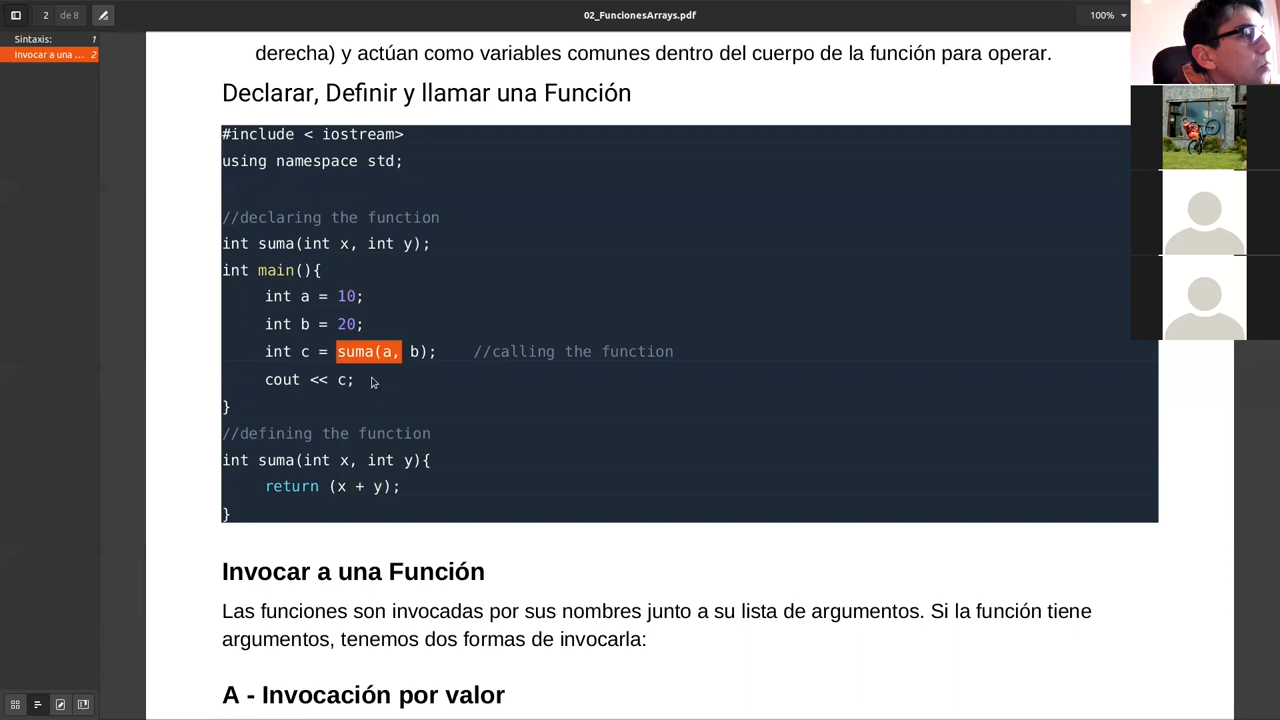 2 de 8
02_FuncionesArrays.pdf
100%
Sintaxis: 1
Invocar a una ... 2
derecha) y actúan como variables comunes dentro del cuerpo de la función para operar.
Declarar, Definir y llamar una Función
#include < iostream>
using namespace std;
//declaring the function
int suma(int x, int y);
int main(){
int a = 10;
int b = 20;
int c = suma(a, b); //calling the function
cout << c;
}
//defining the function
int suma(int x, int y){
return (x + y);
}
Invocar a una Función
Las funciones son invocadas por sus nombres junto a su lista de argumentos. Si la función tiene
argumentos, tenemos dos formas de invocarla:
A - Invocación por valor